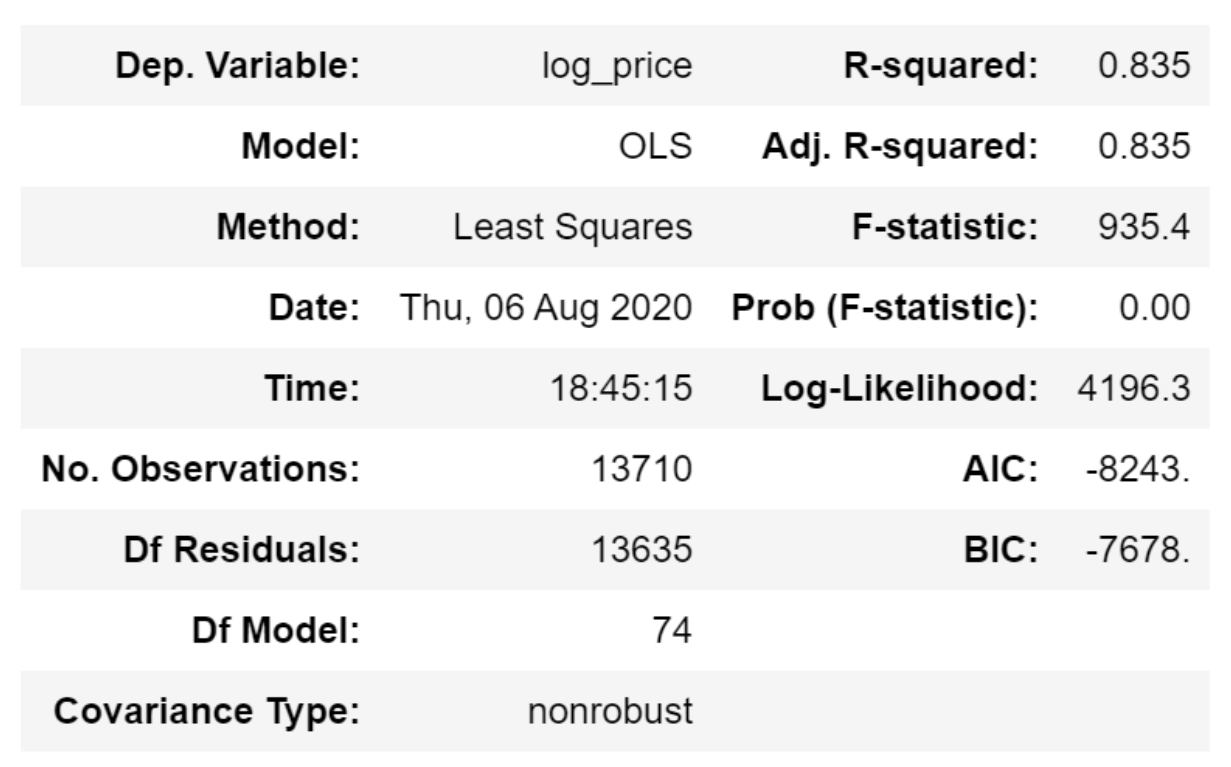 Dep. Variable: log_price R-squared: 0.835
Model: OLS Adj. R-squared: 0.835
Method: Least Squares F-statistic: 935.4
Date: Thu, 06 Aug 2020 Prob (F-statistic): 0.00
Time: 18:45:15 Log-Likelihood: 4196.3
No. Observations: 13710 AIC: -8243.
Df Residuals: 13635 BIC: -7678.
Df Model: 74
Covariance Type: nonrobust